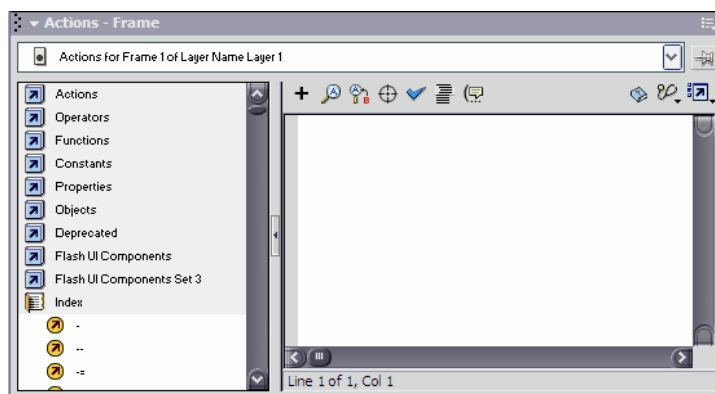 Actions - Frame
Actions for Frame 1 of Layer Name Layer 1
Actions
Operators
Functions
Constants
Properties
Objects
Deprecated
Flash UI Components
Flash UI Components Set 3
Index
-
--
-=
Line 1 of 1, Col 1